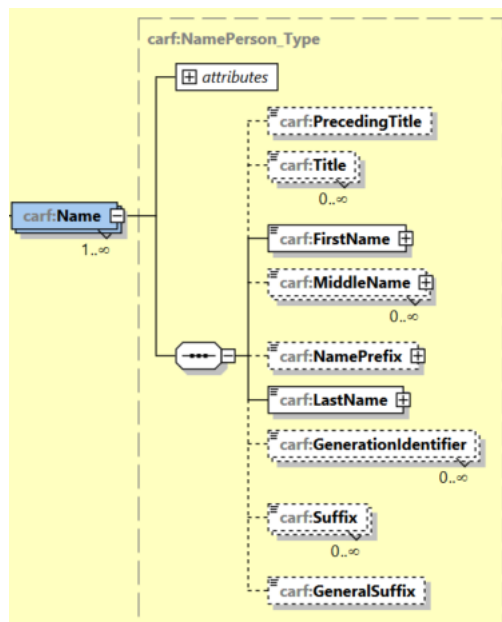 carf:NamePerson_Type
attributes
carf:PrecedingTitle
carf:Title
0..∞
carf:Name
1..∞
carf:FirstName
carf:MiddleName
0..∞
carf:NamePrefix
carf:LastName
carf:GenerationIdentifier
0..∞
carf:Suffix
0..∞
carf:GeneralSuffix